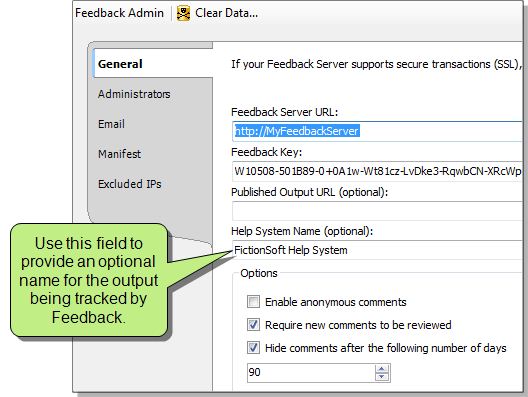 Feedback Admin Clear Data...
General
If your Feedback Server supports secure transactions (SSL),
Administrators
Email
Manifest
Excluded IPs
Feedback Server URL:
http://MyFeedbackServer
Feedback Key:
W10508-501B89-0+0A1w-Wt81cz-LvDke3-RqwbCN-XRcWp
Published Output URL (optional):
Help System Name (optional):
FictionSoft Help System
Use this field to
provide an optional
name for the output
being tracked by
Feedback.
Options
Enable anonymous comments
Require new comments to be reviewed
Hide comments after the following number of days
90